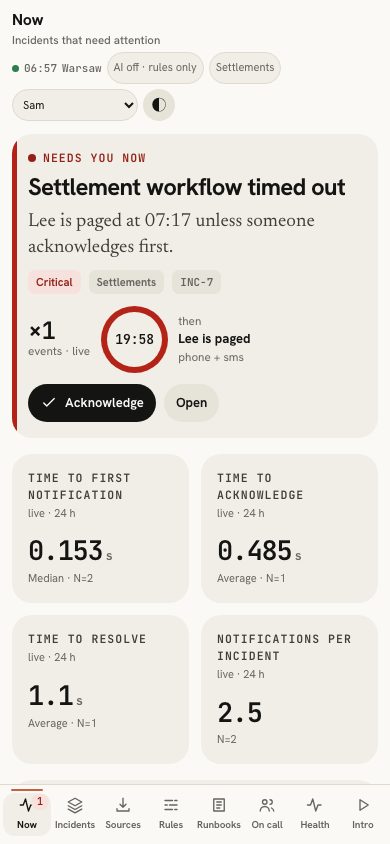 Now
Incidents that need attention
06:57 Warsaw
AI off · rules only
Settlements
Sam
NEEDS YOU NOW
Settlement workflow timed out
Lee is paged at 07:17 unless someone
acknowledges first.
Critical
Settlements
INC-7
×1
events · live
19:58
then
Lee is paged
phone + sms
Acknowledge
Open
TIME TO FIRST
NOTIFICATION
live · 24 h
0.153 s
Median · N=2
TIME TO
ACKNOWLEDGE
live · 24 h
0.485 s
Average · N=1
TIME TO RESOLVE
live · 24 h
1.1 s
Average · N=1
NOTIFICATIONS PER
INCIDENT
live · 24 h
2.5
N=2
1
Now
Incidents
Sources
Rules
Runbooks
On call
Health
Intro